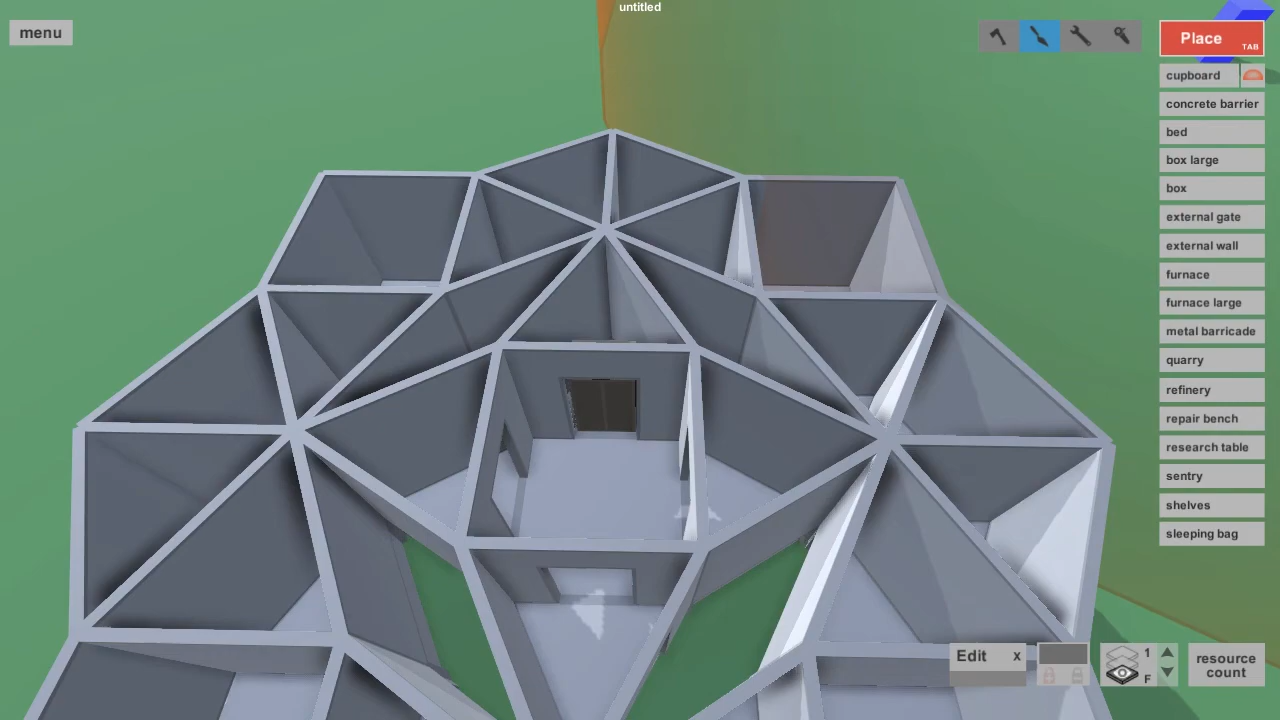 untitled
menu
Place
TAB
cupboard
concrete barrier
bed
box large
box
external gate
external wall
furnace
furnace large
metal barricade
quarry
refinery
repair bench
research table
sentry
shelves
sleeping bag
Edit x
1
F
resource
count